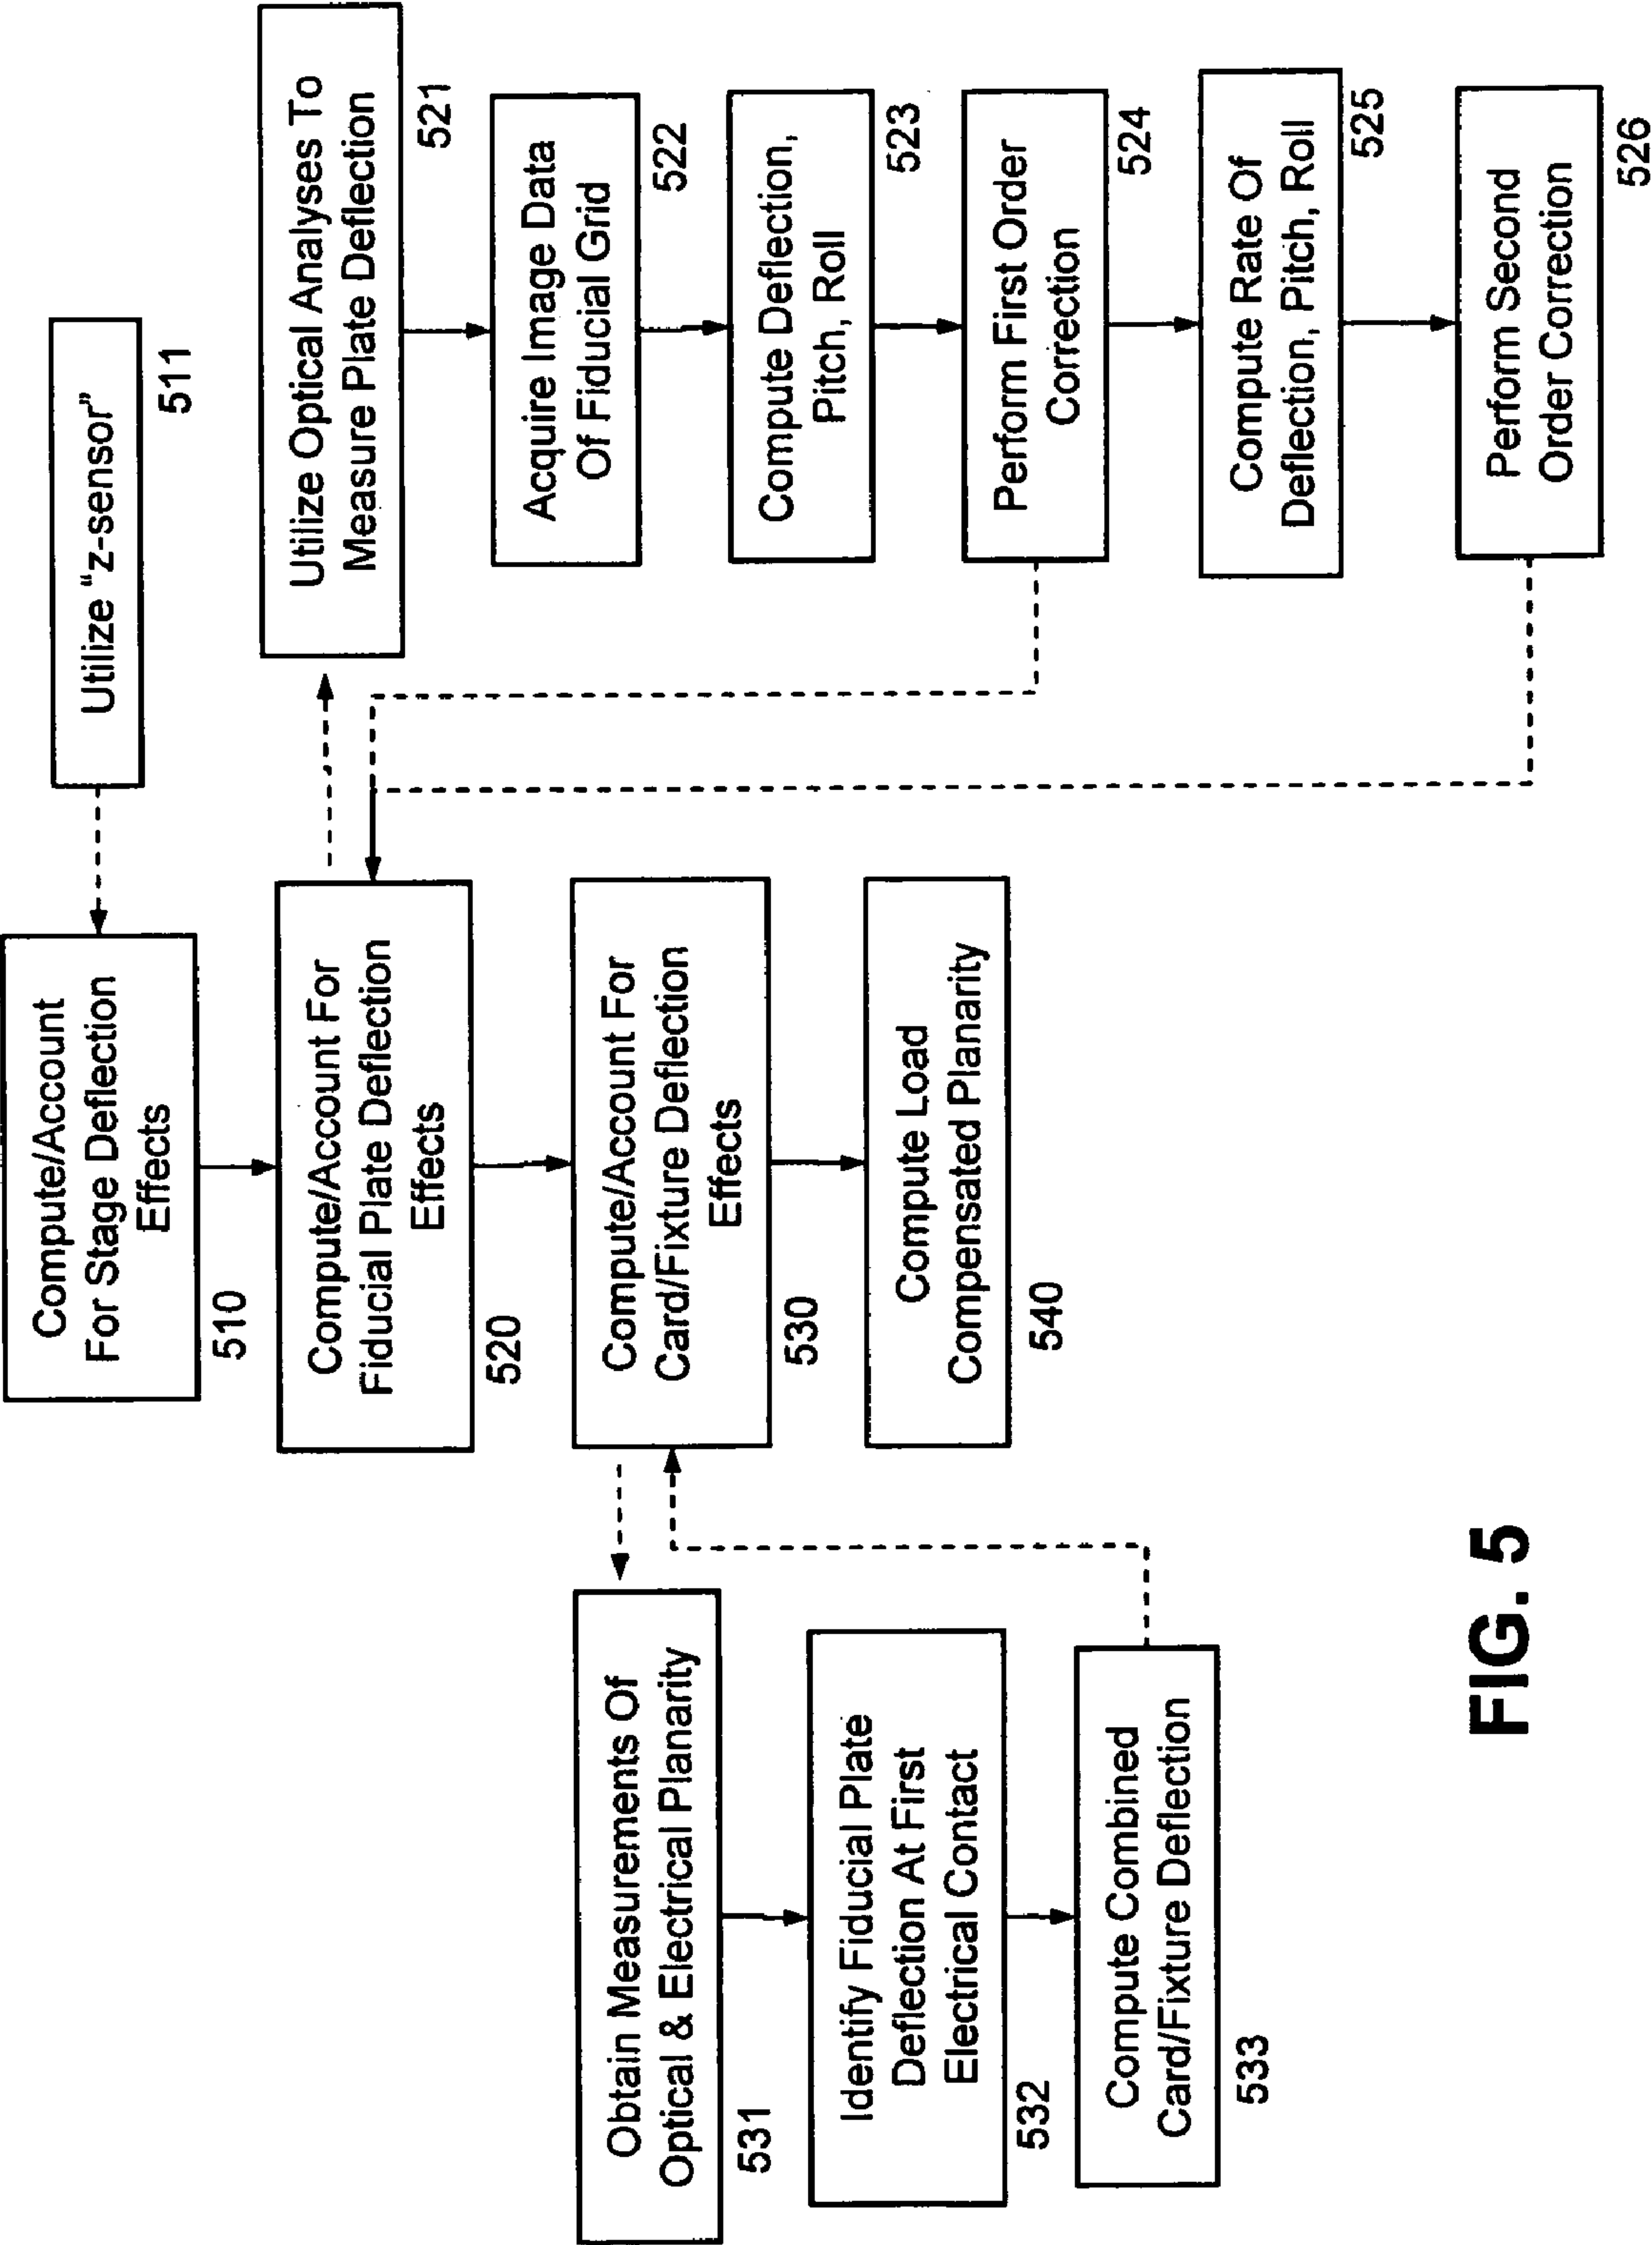 Utilize “z-sensor”
511
Compute/Account
For Stage Deflection
Effects
510
Utilize Optical Analyses To
Measure Plate Deflection
521
Compute/Account For
Fiducial Plate Deflection
Effects
520
Acquire Image Data
Of Fiducial Grid
522
Compute Deflection,
Pitch, Roll
523
Perform First Order
Correction
524
Compute Rate Of
Deflection, Pitch, Roll
525
Perform Second
Order Correction
526
Obtain Measurements Of
Optical & Electrical Planarity
531
Compute/Account For
Card/Fixture Deflection
Effects
530
Identify Fiducial Plate
Deflection At First
Electrical Contact
532
Compute Load
Compensated Planarity
540
Compute Combined
Card/Fixture Deflection
533
FIG. 5